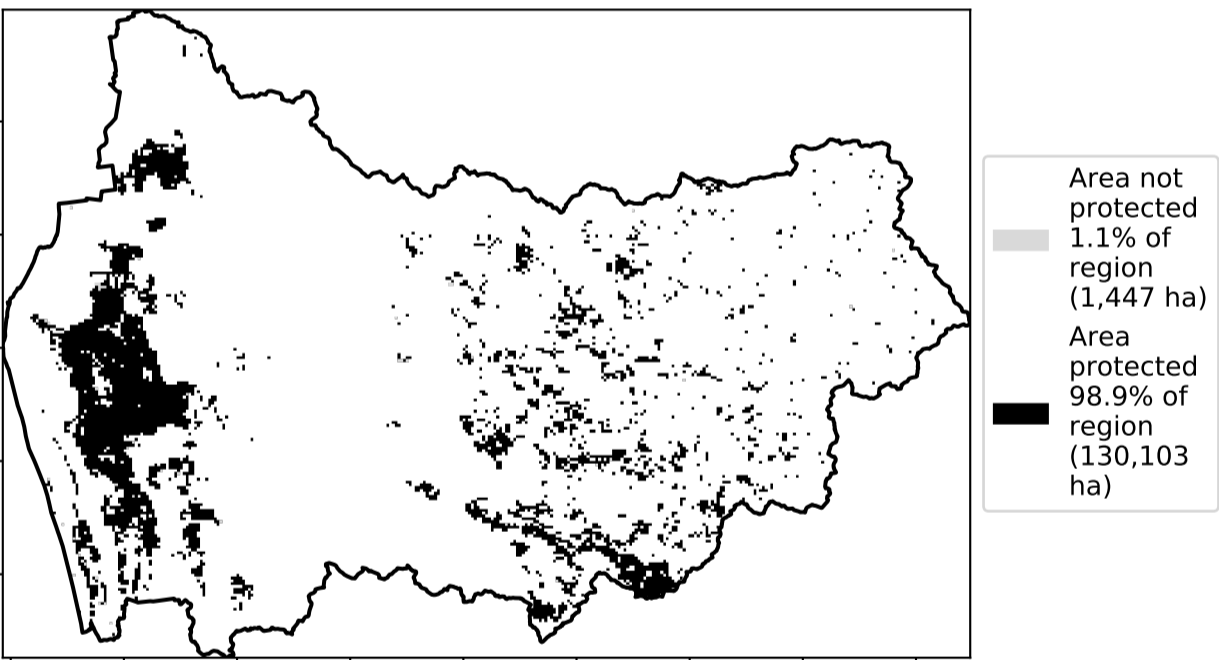 Area not
protected
1.1% of
region
(1,447 ha)
Area
protected
98.9% of
region
(130,103
ha)